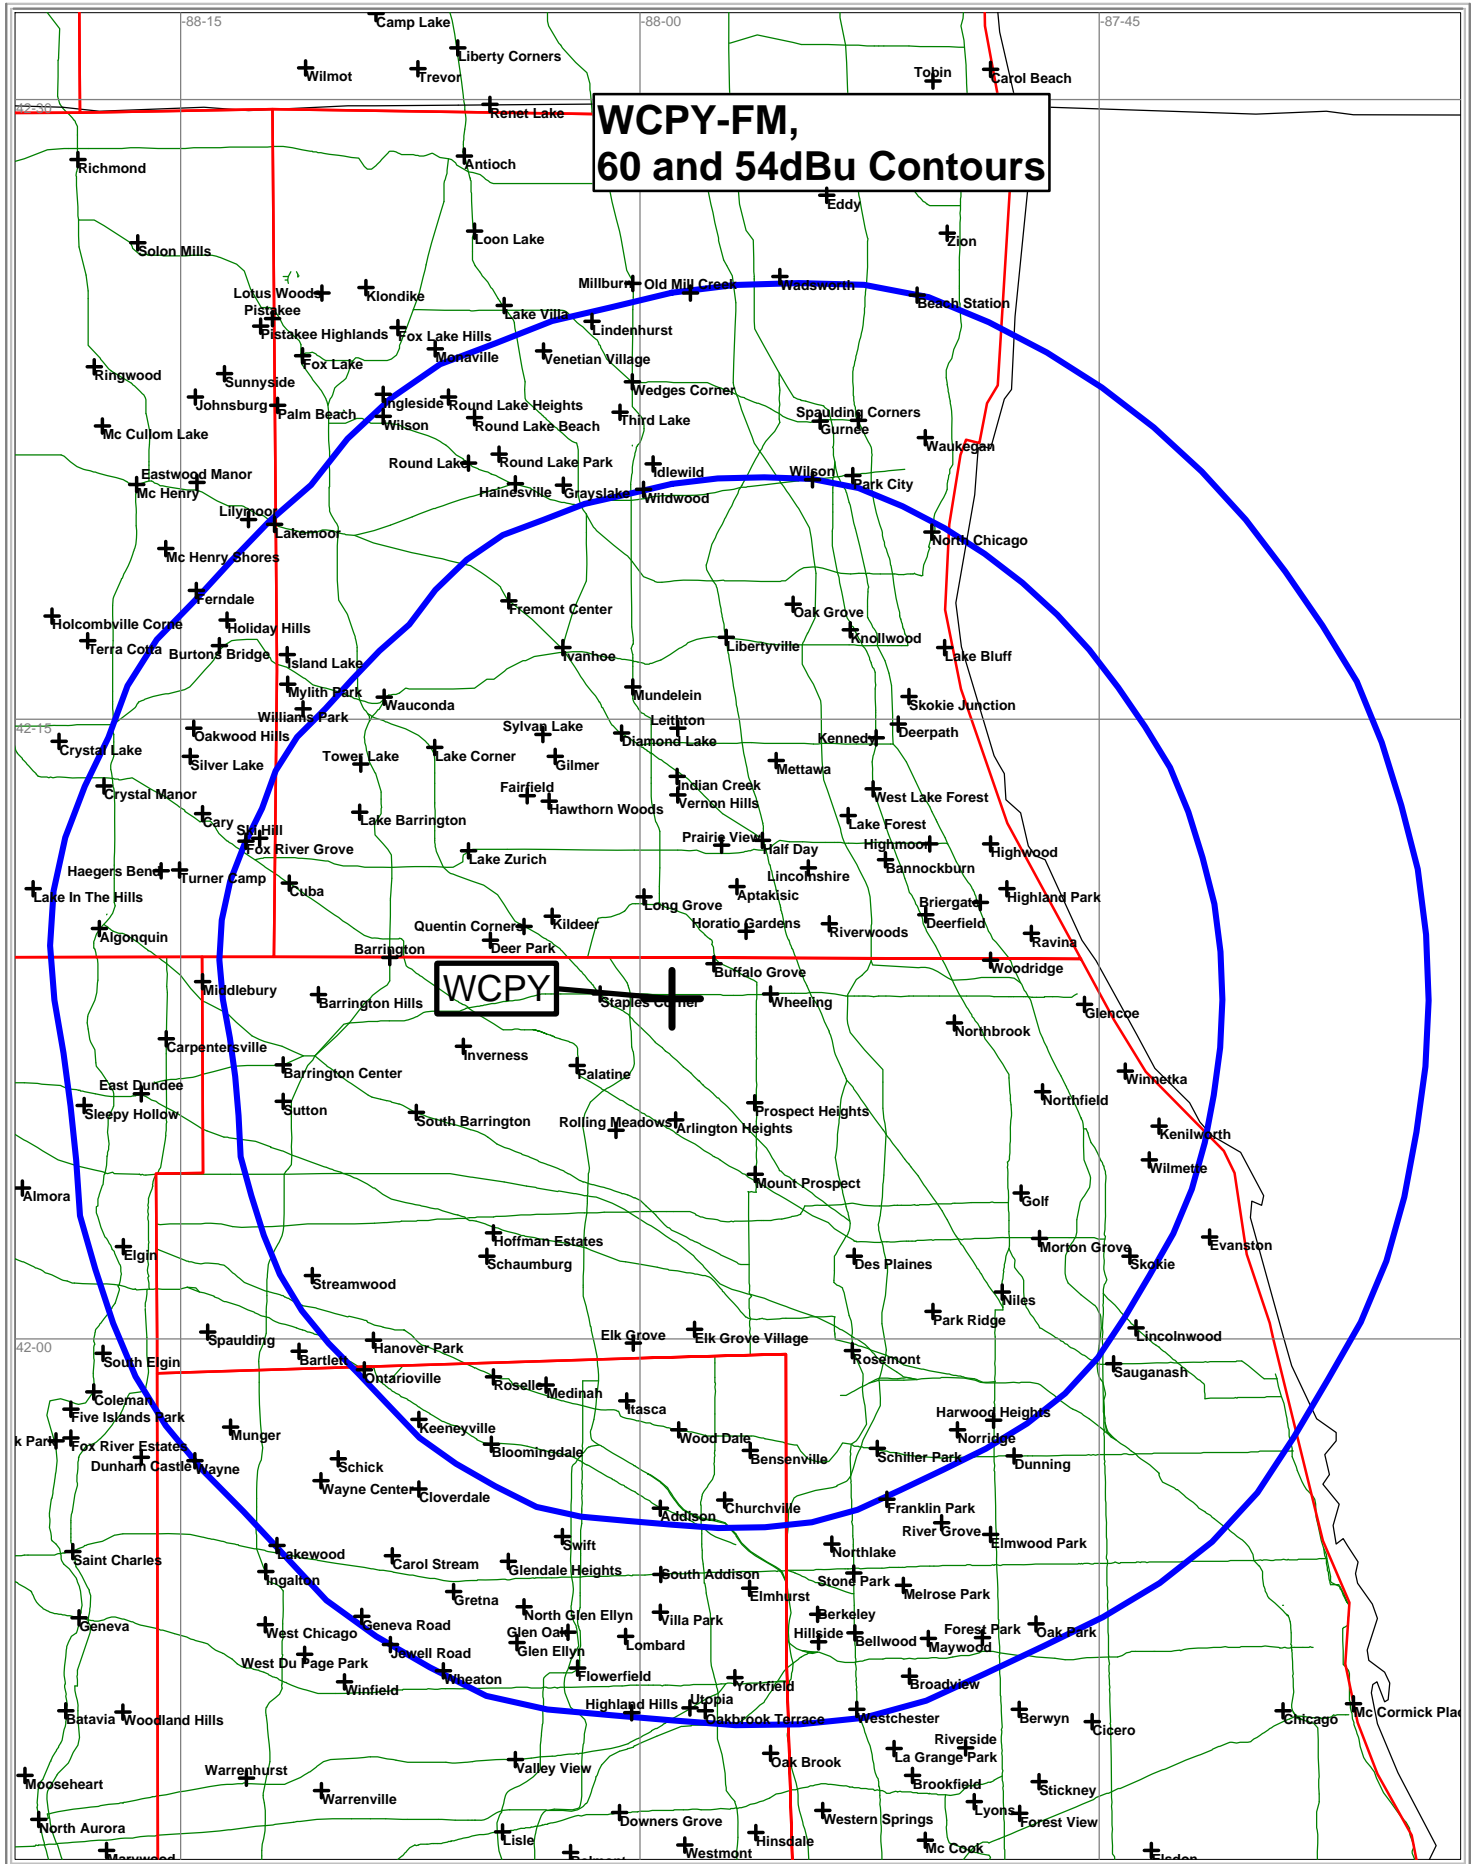 -88-15
-88-00
-87-45
Camp Lake
Liberty Corners
Wilmot
Trevor
Tobin
Carol Beach
42-30
Renet Lake
WCPY-FM,
60 and 54dBu Contours
Richmond
Antioch
Eddy
Solon Mills
Loon Lake
Zion
Lotus Woods
Klondike
Millburn
Old Mill Creek
Wadsworth
Beach Station
Pistakee
Pistakee Highlands
Fox Lake Hills
Lake Villa
Lindenhurst
Fox Lake
Monaville
Venetian Village
Ringwood
Sunnyside
Wedges Corner
Johnsburg
Palm Beach
Ingleside
Round Lake Heights
Wilson
Round Lake Beach
Third Lake
Spaulding Corners
Gurnee
Mc Cullom Lake
Waukegan
Round Lake
Round Lake Park
Idlewild
Wilson
Park City
Eastwood Manor
Mc Henry
Hainesville
Grayslake
Wildwood
Lilymoor
Lakemoor
North Chicago
Mc Henry Shores
Ferndale
Fremont Center
Oak Grove
Holcombville Corne
Holiday Hills
Knollwood
Terra Cotta
Burtons Bridge
Island Lake
Ivanhoe
Libertyville
Lake Bluff
Mylith Park
Wauconda
Mundelein
Skokie Junction
Williams Park
42-15
Oakwood Hills
Sylvan Lake
Leithton
Diamond Lake
Kennedy
Deerpath
Crystal Lake
Silver Lake
Tower Lake
Lake Corner
Gilmer
Mettawa
Crystal Manor
Fairfield
Hawthorn Woods
Indian Creek
Vernon Hills
West Lake Forest
Cary
Lake Barrington
Lake Forest
Ski Hill
Fox River Grove
Lake Zurich
Prairie View
Half Day
Highmoor
Highwood
Haegers Bend
Turner Camp
Lincolnshire
Bannockburn
Lake In The Hills
Cuba
Aptakisic
Long Grove
Briergate
Highland Park
Algonquin
Quentin Corners
Kildeer
Horatio Gardens
Riverwoods
Deerfield
Ravina
Barrington
Deer Park
Buffalo Grove
Woodridge
Middlebury
Barrington Hills
WCPY
Staples Corner
Wheeling
Glencoe
Northbrook
Carpentersville
Inverness
Barrington Center
Palatine
Winnetka
East Dundee
Sleepy Hollow
Sutton
South Barrington
Prospect Heights
Northfield
Rolling Meadows
Arlington Heights
Kenilworth
Wilmette
Almora
Mount Prospect
Golf
Elgin
Hoffman Estates
Schaumburg
Des Plaines
Morton Grove
Skokie
Evanston
Streamwood
Niles
Park Ridge
42-00
Spaulding
Hanover Park
Elk Grove
Elk Grove Village
Lincolnwood
South Elgin
Bartlett
Rosemont
Ontarioville
Sauganash
Coleman
Roselle
Medinah
Five Islands Park
Keeneyville
Itasca
Harwood Heights
k Park
Fox River Estates
Munger
Bloomingdale
Wood Dale
Norridge
Dunham Castle
Wayne
Schick
Bensenville
Schiller Park
Dunning
Wayne Center
Cloverdale
Addison
Churchville
Franklin Park
River Grove
Elmwood Park
Saint Charles
Lakewood
Carol Stream
Swift
Northlake
Ingalton
Glendale Heights
South Addison
Stone Park
Gretna
Elmhurst
Melrose Park
Geneva
Geneva Road
North Glen Ellyn
Villa Park
Berkeley
West Chicago
Glen Oak
Lombard
Hillside
Bellwood
Maywood
Forest Park
Oak Park
Jewell Road
Glen Ellyn
West Du Page Park
Wheaton
Flowerfield
Winfield
Yorkfield
Broadview
Batavia
Woodland Hills
Highland Hills
Utopia
Oakbrook Terrace
Westchester
Berwyn
Cicero
Chicago
Mc Cormick Plac
Mooseheart
Warrenhurst
Valley View
Oak Brook
La Grange Park
Riverside
Warrenville
Brookfield
Stickney
North Aurora
Downers Grove
Western Springs
Lyons
Forest View
Lisle
Hinsdale
Marywood
Belmont
Westmont
Mc Cook
Elsdon